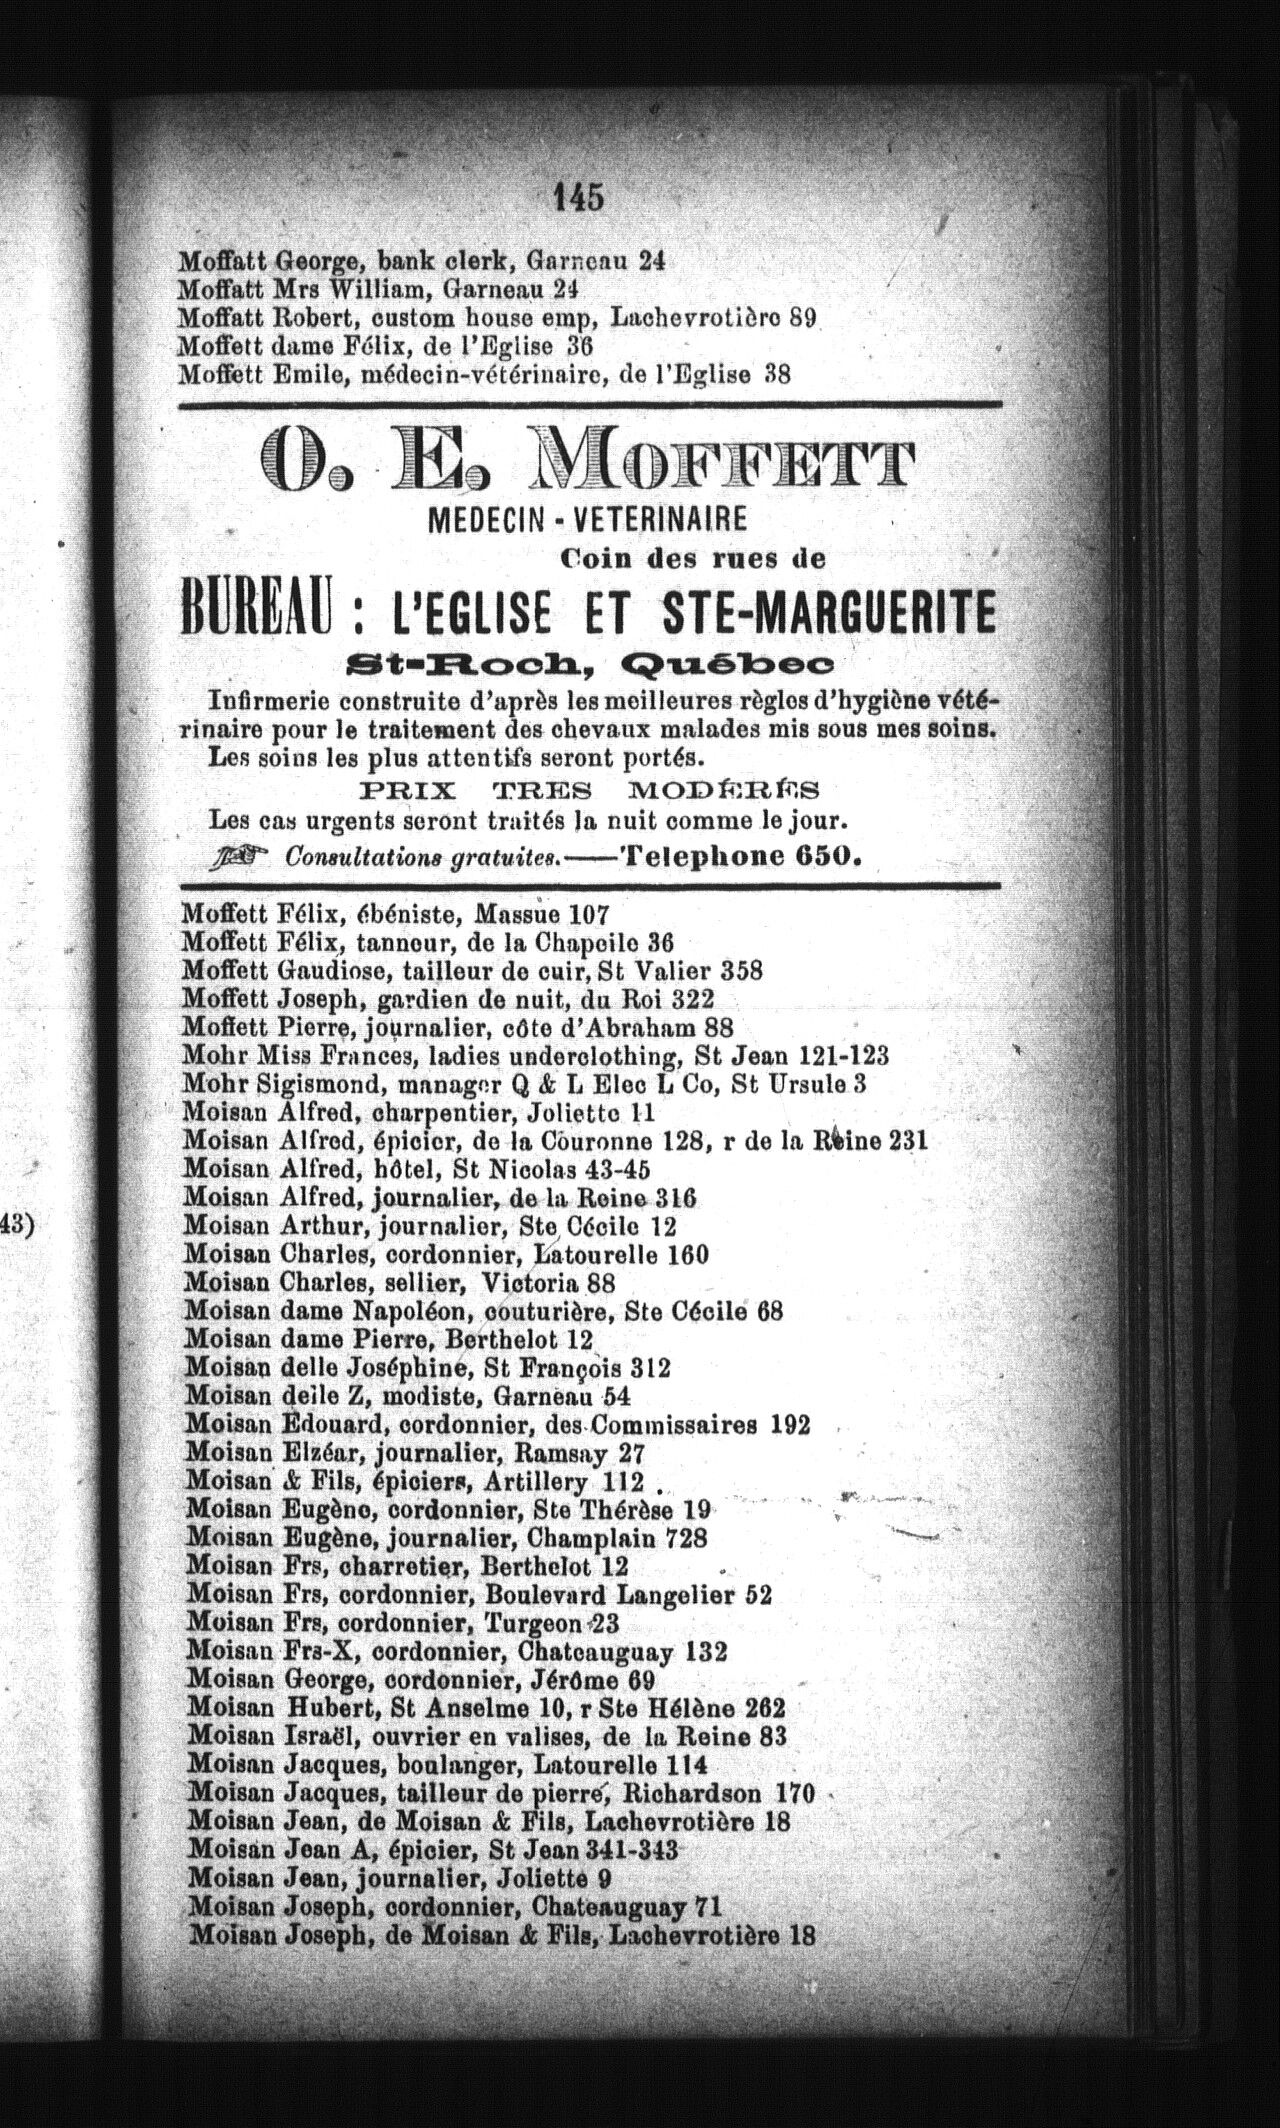 145
Moffatt George, bank clerk, Garneau 24
Moffatt Mrs William, Garneau 24
Moffatt Robert, custom house emp, Lachevrotière 89
Moffett dame Félix, de l'Eglise 36
Moffett Emile, médecin-vétérinaire, de l'Eglise 38
O. E. MOFFETT
MEDECIN - VETERINAIRE
Coin des rues de
BUREAU : L'EGLISE ET STE-MARGUERITE
St-Roch, Québec
Infirmerie construite d'après les meilleures règles d'hygiène vété-
rinaire pour le traitement des chevaux malades mis sous mes soins.
Les soins les plus attentifs seront portés.
PRIX TRES MODÉRÉS
Les cas urgents seront traités la nuit comme le jour.
Consultations gratuites.——Telephone 650.
Moffett Félix, ébéniste, Massue 107
Moffett Félix, tanneur, de la Chapelle 36
Moffett Gaudiose, tailleur de cuir, St Valier 358
Moffett Joseph, gardien de nuit, du Roi 322
Moffett Pierre, journalier, côte d'Abraham 88
Mohr Miss Frances, ladies underclothing, St Jean 121-123
Mohr Sigismond, manager Q & L Elec L Co, St Ursule 3
Moisan Alfred, charpentier, Joliette 11
Moisan Alfred, épicier, de la Couronne 128, r de la Reine 231
Moisan Alfred, hôtel, St Nicolas 43-45
Moisan Alfred, journalier, de la Reine 316
Moisan Arthur, journalier, Ste Cécile 12
43)
Moisan Charles, cordonnier, Latourelle 160
Moisan Charles, sellier, Victoria 88
Moisan dame Napoléon, couturière, Ste Cécile 68
Moisan dame Pierre, Berthelot 12
Moisan delle Joséphine, St François 312
Moisan delle Z, modiste, Garneau 54
Moisan Edouard, cordonnier, des Commissaires 192
Moisan Elzéar, journalier, Ramsay 27
Moisan & Fils, épiciers, Artillery 112
Moisan Eugène, cordonnier, Ste Thérèse 19
Moisan Eugène, journalier, Champlain 728
Moisan Frs, charretier, Berthelot 12
Moisan Frs, cordonnier, Boulevard Langelier 52
Moisan Frs, cordonnier, Turgeon 23
Moisan Frs-X, cordonnier, Chateauguay 132
Moisan George, cordonnier, Jérôme 69
Moisan Hubert, St Anselme 10, r Ste Hélène 262
Moisan Israël, ouvrier en valises, de la Reine 83
Moisan Jacques, boulanger, Latourelle 114
Moisan Jacques, tailleur de pierre, Richardson 170
Moisan Jean, de Moisan & Fils, Lachevrotière 18
Moisan Jean A, épicier, St Jean 341-343
Moisan Jean, journalier, Joliette 9
Moisan Joseph, cordonnier, Chateauguay 71
Moisan Joseph, de Moisan & Fils, Lachevrotière 18